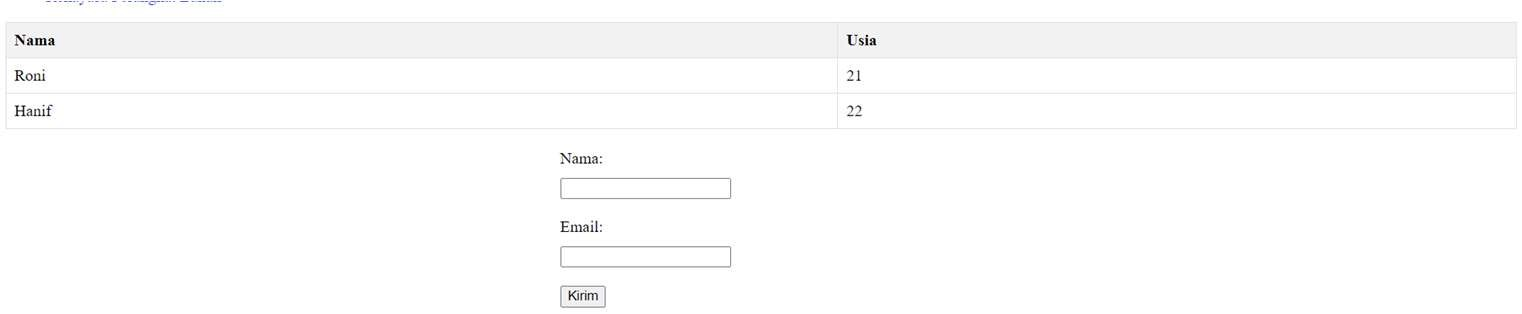 Nama Usia
Roni 21
Hanif 22
Nama:
Email:
Kirim